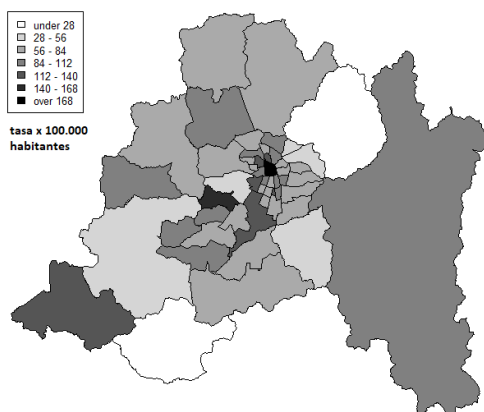 under 28
28 - 56
56 - 84
84 - 112
112 - 140
140 - 168
over 168
tasa x 100.000
habitantes